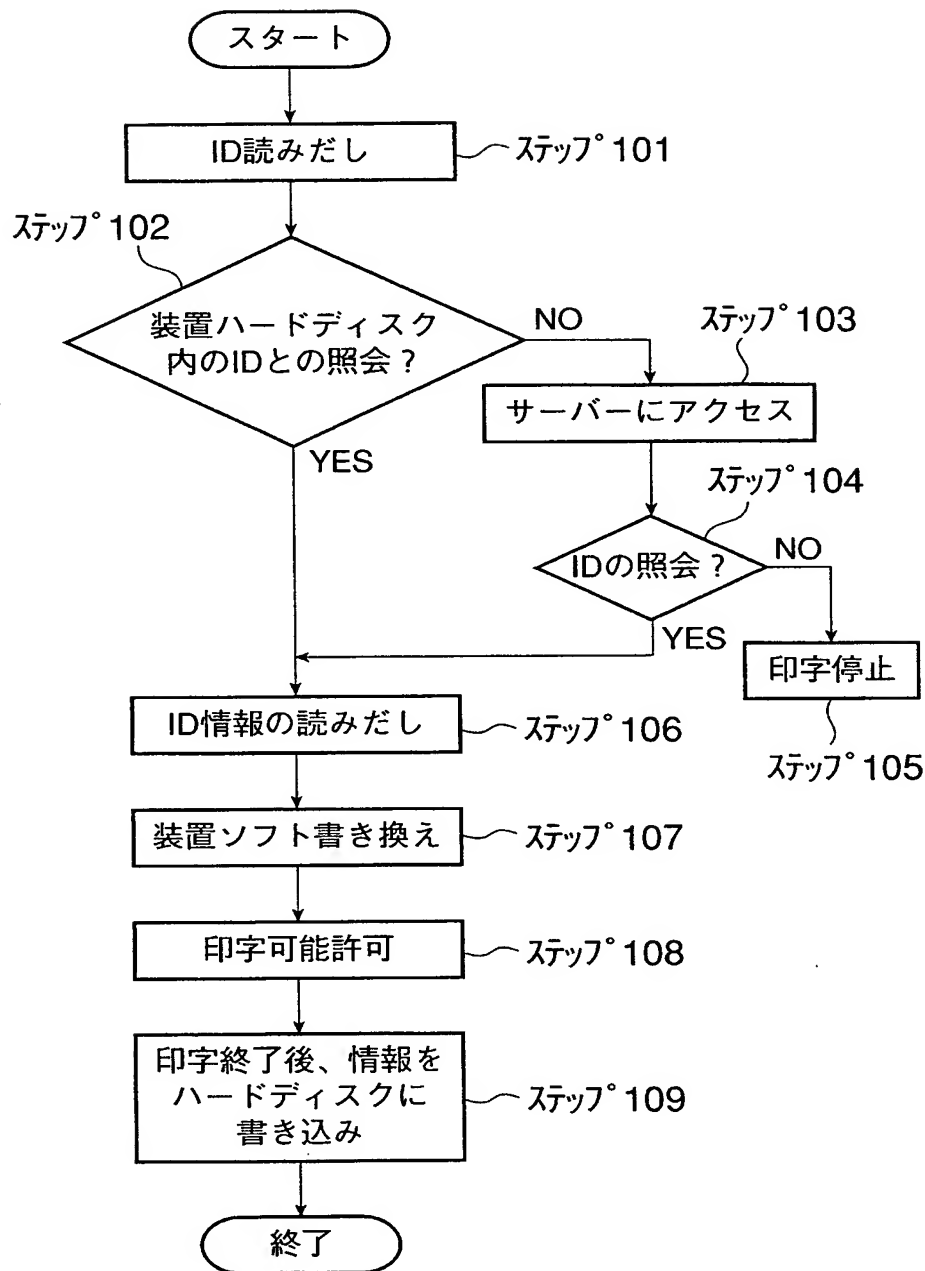 スタート
ID読みだし
ステップ101
ステップ102
装置ハードディスク
内のIDとの照会？
NO
ステップ103
サーバーにアクセス
YES
ステップ104
IDの照会？
NO
YES
印字停止
ステップ105
ID情報の読みだし
ステップ106
装置ソフト書き換え
ステップ107
印字可能許可
ステップ108
印字終了後、情報を
ハードディスクに
書き込み
ステップ109
終了